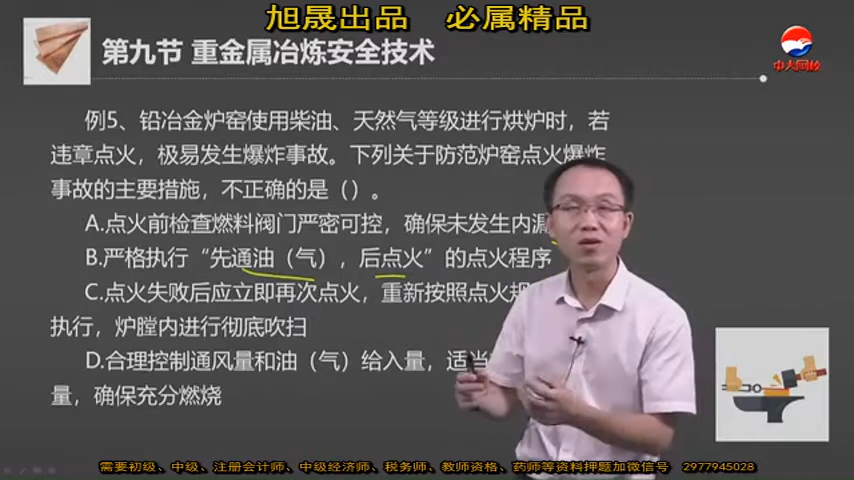 旭晟出品 必属精品
第九节 重金属冶炼安全技术
中大网校
例5、铅冶金炉窑使用柴油、天然气等级进行烘炉时，若
违章点火，极易发生爆炸事故。下列关于防范炉窑点火爆炸
事故的主要措施，不正确的是（）。
A.点火前检查燃料阀门严密可控，确保未发生内漏
B.严格执行“先通油（气），后点火”的点火程序
C.点火失败后应立即再次点火，重新按照点火规
执行，炉膛内进行彻底吹扫
D.合理控制通风量和油（气）给入量，适当
量，确保充分燃烧
需要初级、中级、注册会计师、中级经济师、税务师、教师资格、药师等资料押题加微信号 2977945028